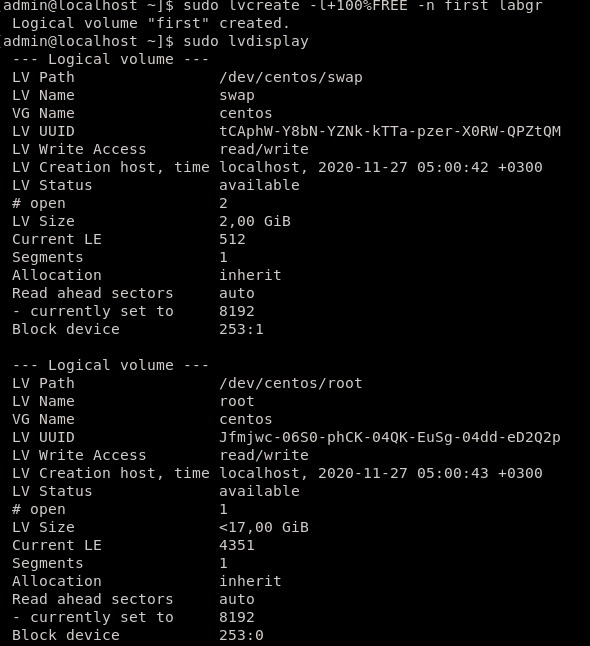 [admin@localhost ~]$ sudo lvcreate -l+100%FREE -n first labgr
Logical volume "first" created.
[admin@localhost ~]$ sudo lvdisplay
--- Logical volume ---
LV Path                /dev/centos/swap
LV Name                swap
VG Name                centos
LV UUID                tCAphW-Y8bN-YZNk-kTTa-pzer-X0RW-QPZtQM
LV Write Access        read/write
LV Creation host, time localhost, 2020-11-27 05:00:42 +0300
LV Status              available
# open                 2
LV Size                2,00 GiB
Current LE             512
Segments               1
Allocation             inherit
Read ahead sectors     auto
- currently set to     8192
Block device           253:1
--- Logical volume ---
LV Path                /dev/centos/root
LV Name                root
VG Name                centos
LV UUID                Jfmjwc-06S0-phCK-04QK-EuSg-04dd-eD2Q2p
LV Write Access        read/write
LV Creation host, time localhost, 2020-11-27 05:00:43 +0300
LV Status              available
# open                 1
LV Size                <17,00 GiB
Current LE             4351
Segments               1
Allocation             inherit
Read ahead sectors     auto
- currently set to     8192
Block device           253:0